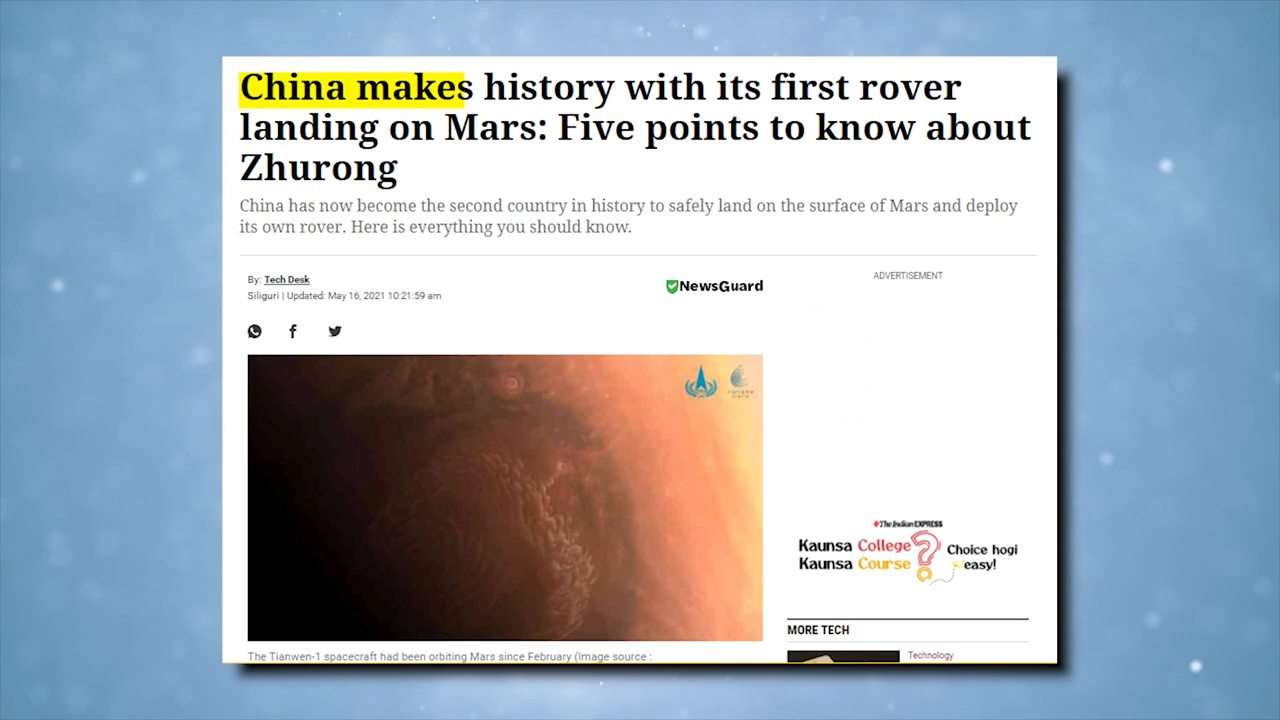 China makes history with its first rover
landing on Mars: Five points to know about
Zhurong
China has now become the second country in history to safely land on the surface of Mars and deploy
its own rover. Here is everything you should know.
By: Tech Desk
Siliguri | Updated: May 16, 2021 10:21:59 am
NewsGuard
ADVERTISEMENT
The Indian EXPRESS
Kaunsa College
Kaunsa Course
?
Choice hogi
easy!
MORE TECH
The Tianwen-1 spacecraft had been orbiting Mars since February (Image source :
Technology